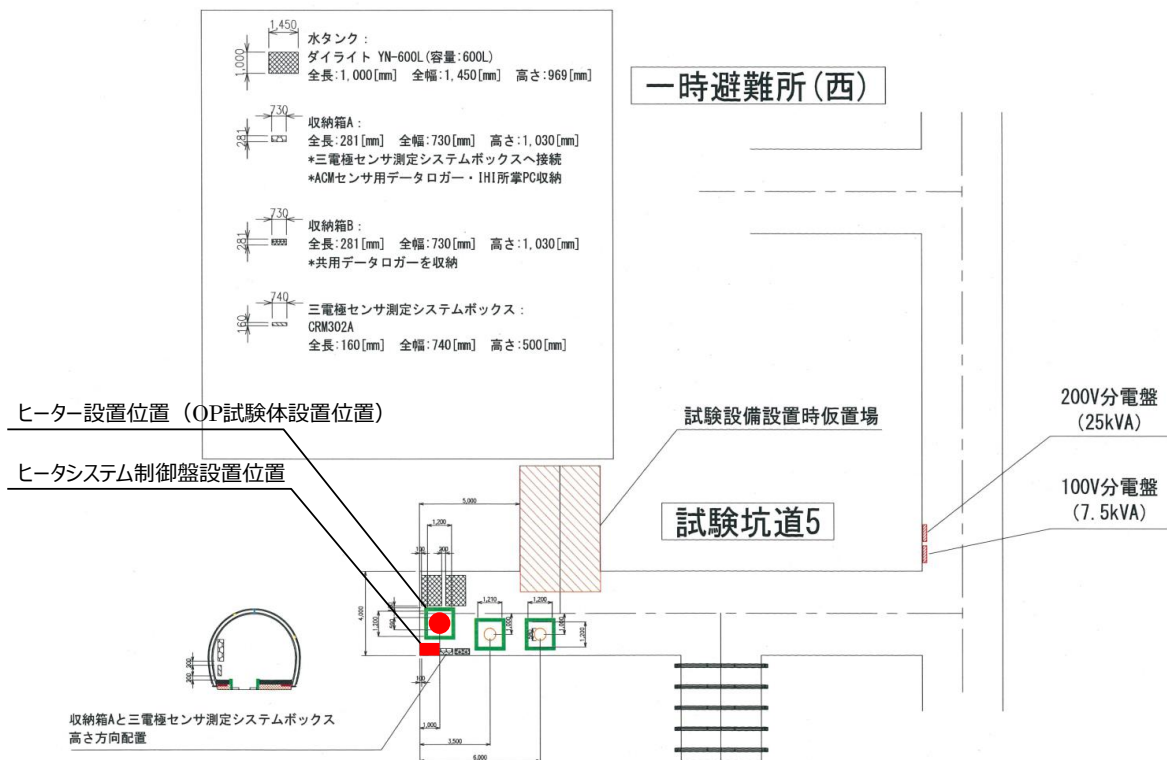 1,450
1,000
水タンク：
ダイライト YN-600L(容量:600L)
全長:1,000[mm] 全幅:1,450[mm] 高さ:969[mm]
730
281
収納箱A：
全長:281[mm] 全幅:730[mm] 高さ:1,030[mm]
*三電極センサ測定システムボックスへ接続
*ACMセンサ用データロガー・IHI所掌PC収納
730
281
収納箱B：
全長:281[mm] 全幅:730[mm] 高さ:1,030[mm]
*共用データロガーを収納
740
160
三電極センサ測定システムボックス：
CRM302A
全長:160[mm] 全幅:740[mm] 高さ:500[mm]
一時避難所(西)
ヒーター設置位置（OP試験体設置位置）
ヒータシステム制御盤設置位置
試験設備設置時仮置場
試験坑道5
200V分電盤
(25kVA)
100V分電盤
(7.5kVA)
5,000
1,200
100
300
4,000
1,200
1,210
1,200
1,000
1,000
1,200
100
1,000
3,500
6,000
収納箱Aと三電極センサ測定システムボックス
高さ方向配置